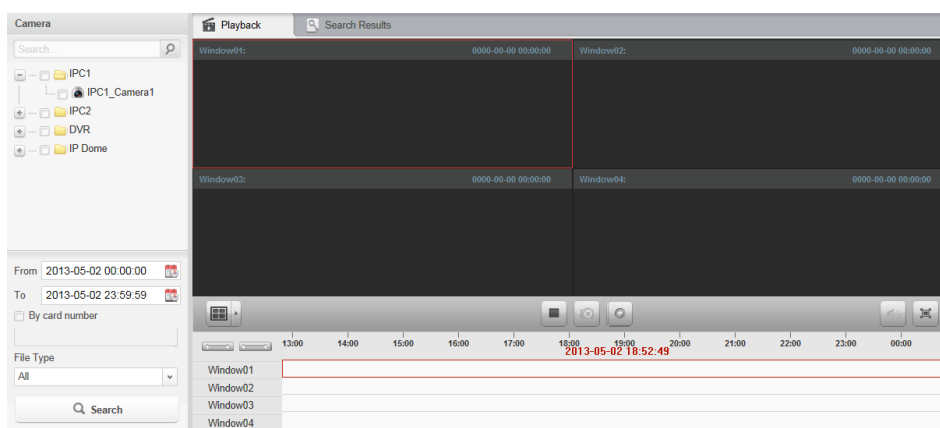 Camera
Playback
Search Results
Search...
Window01: 0000-00-00 00:00:00
Window02: 0000-00-00 00:00:00
IPC1
IPC1_Camera1
IPC2
DVR
IP Dome
Window03: 0000-00-00 00:00:00
Window04: 0000-00-00 00:00:00
From 2013-05-02 00:00:00
To 2013-05-02 23:59:59
By card number
File Type
All
Search
13:00 14:00 15:00 16:00 17:00 18:00 19:00 20:00 21:00 22:00 23:00 00:00
2013-05-02 18:52:49
Window01
Window02
Window03
Window04